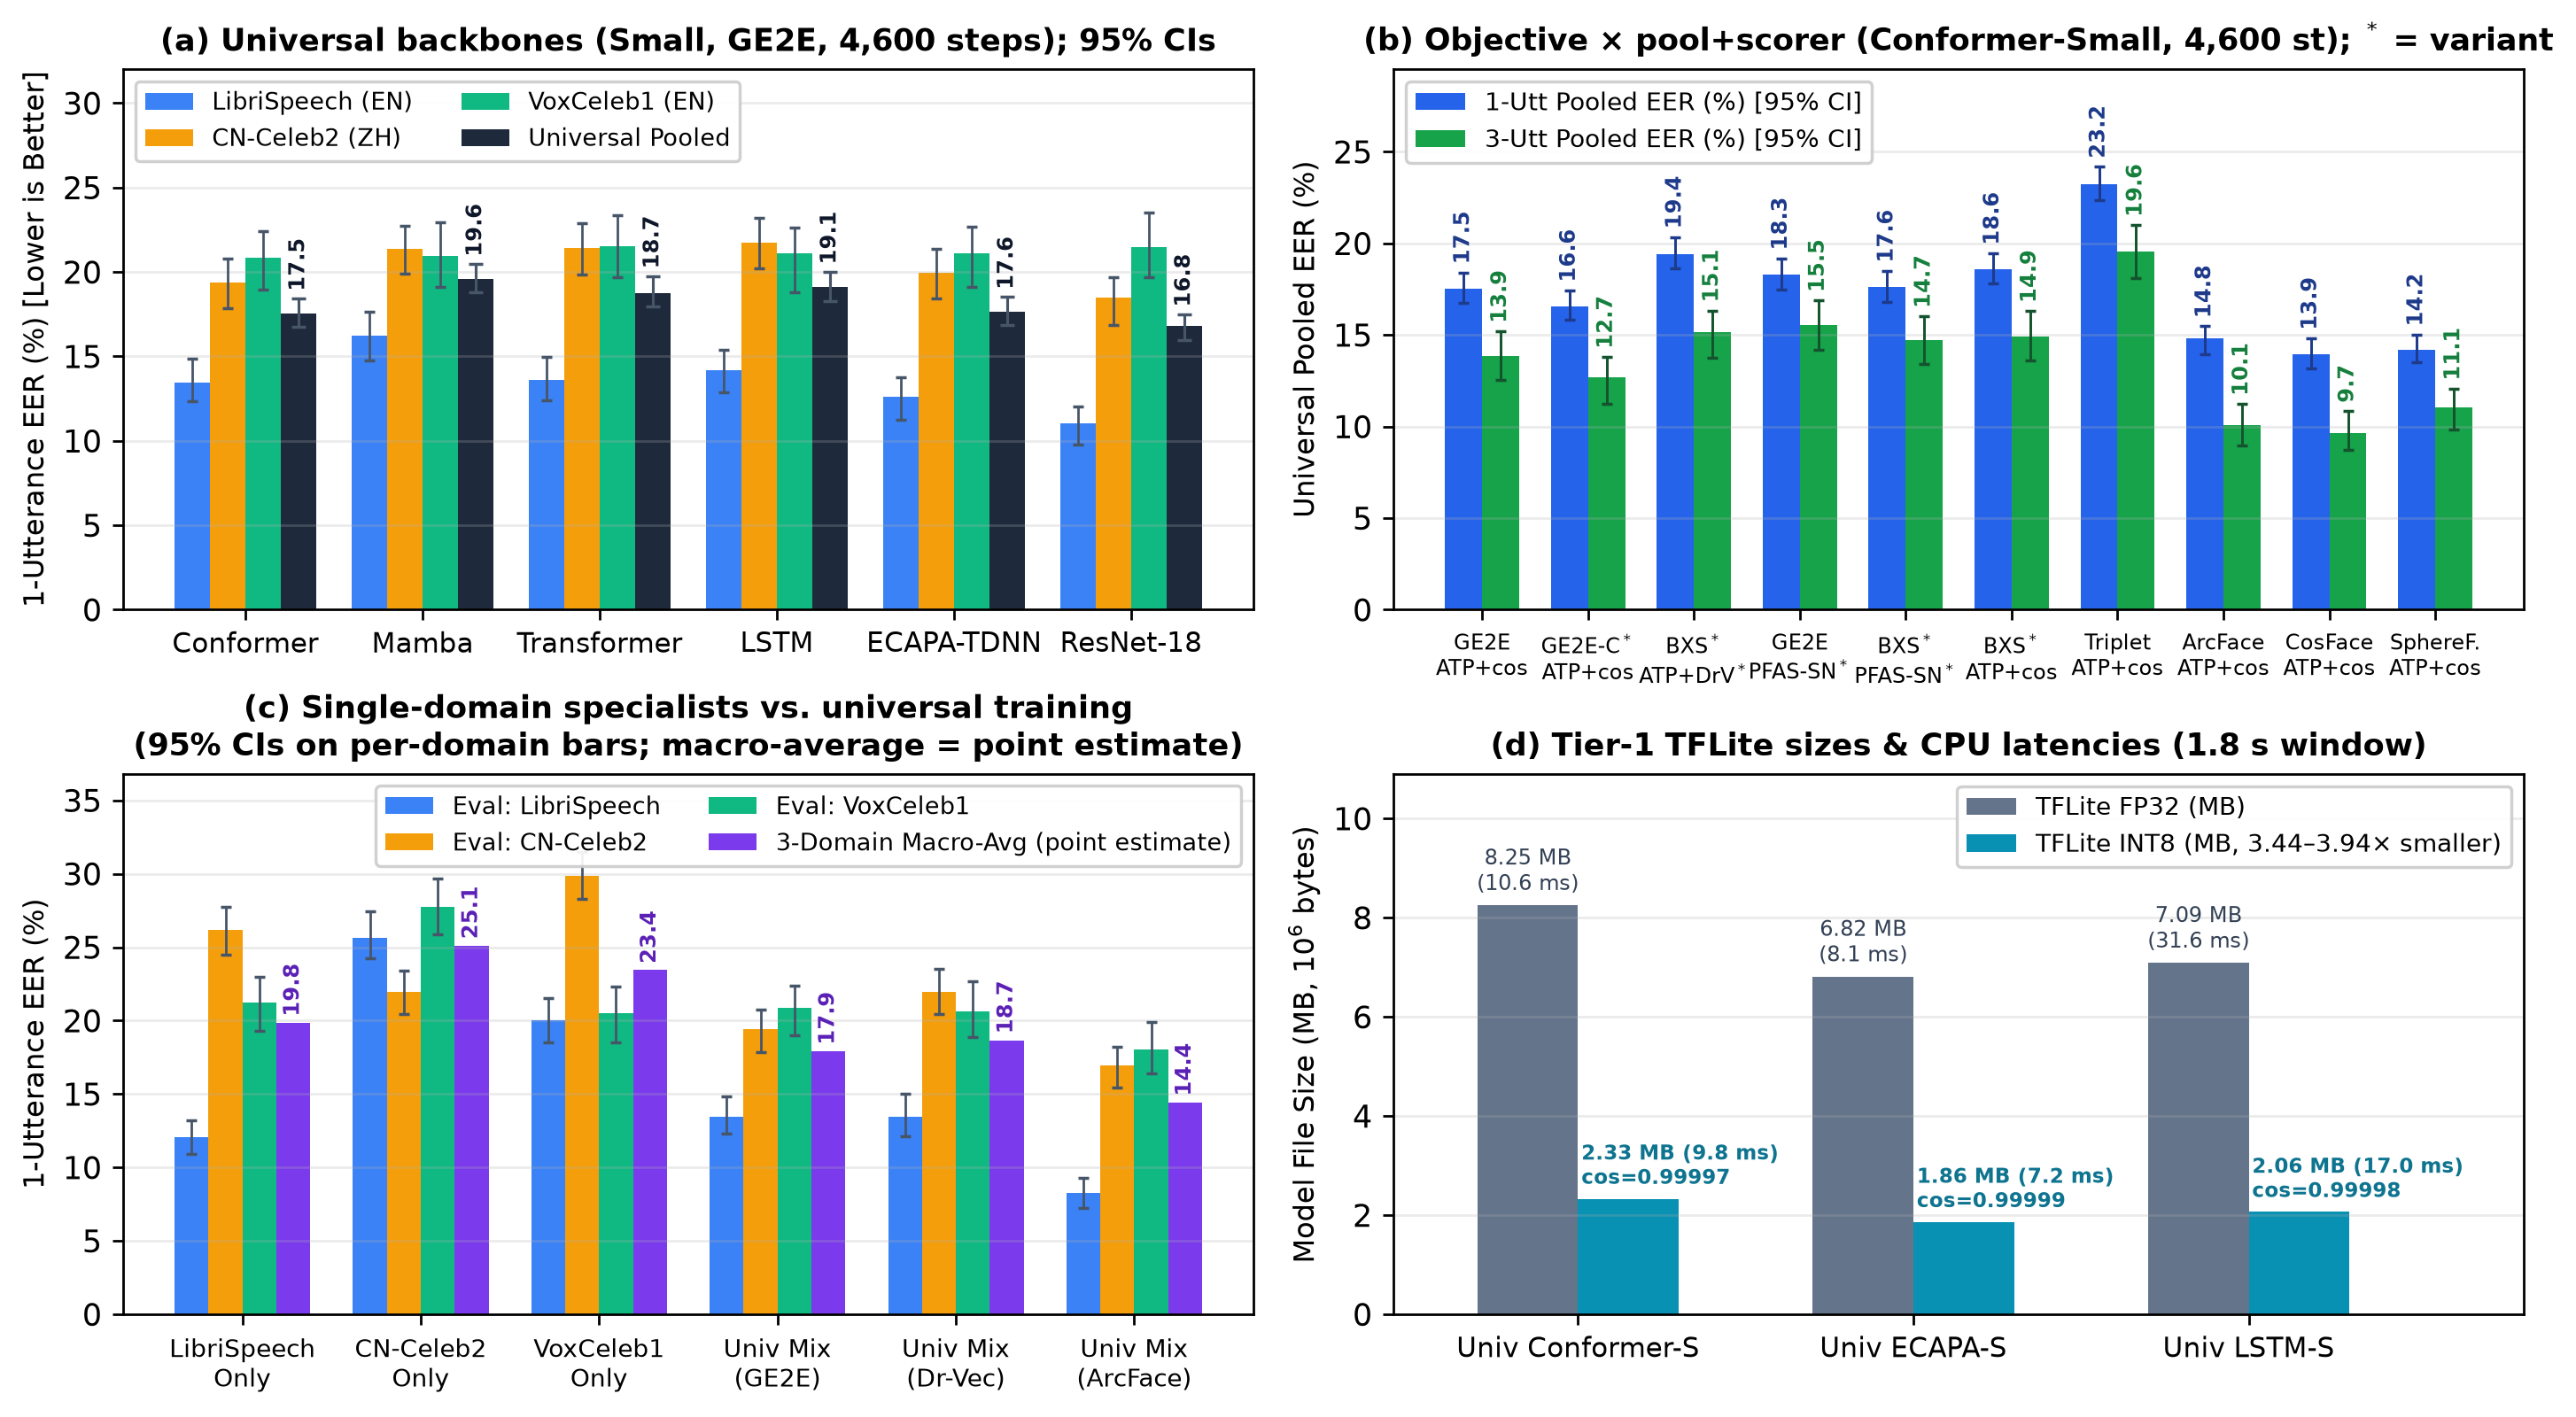 (a) Universal backbones (Small, GE2E, 4,600 steps); 95% CIs
1-Utterance EER (%) [Lower is Better]
30
25
20
15
10
5
0
LibriSpeech (EN)
CN-Celeb2 (ZH)
VoxCeleb1 (EN)
Universal Pooled
17.5
19.6
18.7
19.1
17.6
16.8
Conformer
Mamba
Transformer
LSTM
ECAPA-TDNN
ResNet-18
(b) Objective × pool+scorer (Conformer-Small, 4,600 st); * = variant
Universal Pooled EER (%)
25
20
15
10
5
0
1-Utt Pooled EER (%) [95% CI]
3-Utt Pooled EER (%) [95% CI]
17.5
13.9
16.6
12.7
19.4
15.1
18.3
15.5
17.6
14.7
18.6
14.9
23.2
19.6
14.8
10.1
13.9
9.7
14.2
11.1
GE2E
ATP+cos
GE2E-C*
ATP+cos
BXS*
ATP+DrV*
GE2E
PFAS-SN*
BXS*
PFAS-SN*
BXS*
ATP+cos
Triplet
ATP+cos
ArcFace
ATP+cos
CosFace
ATP+cos
SphereF.
ATP+cos
(c) Single-domain specialists vs. universal training
(95% CIs on per-domain bars; macro-average = point estimate)
1-Utterance EER (%)
35
30
25
20
15
10
5
0
Eval: LibriSpeech
Eval: CN-Celeb2
Eval: VoxCeleb1
3-Domain Macro-Avg (point estimate)
19.8
25.1
23.4
17.9
18.7
14.4
LibriSpeech
Only
CN-Celeb2
Only
VoxCeleb1
Only
Univ Mix
(GE2E)
Univ Mix
(Dr-Vec)
Univ Mix
(ArcFace)
(d) Tier-1 TFLite sizes & CPU latencies (1.8 s window)
Model File Size (MB, 10⁶ bytes)
10
8
6
4
2
0
TFLite FP32 (MB)
TFLite INT8 (MB, 3.44–3.94× smaller)
8.25 MB
(10.6 ms)
2.33 MB (9.8 ms)
cos=0.99997
6.82 MB
(8.1 ms)
1.86 MB (7.2 ms)
cos=0.99999
7.09 MB
(31.6 ms)
2.06 MB (17.0 ms)
cos=0.99998
Univ Conformer-S
Univ ECAPA-S
Univ LSTM-S